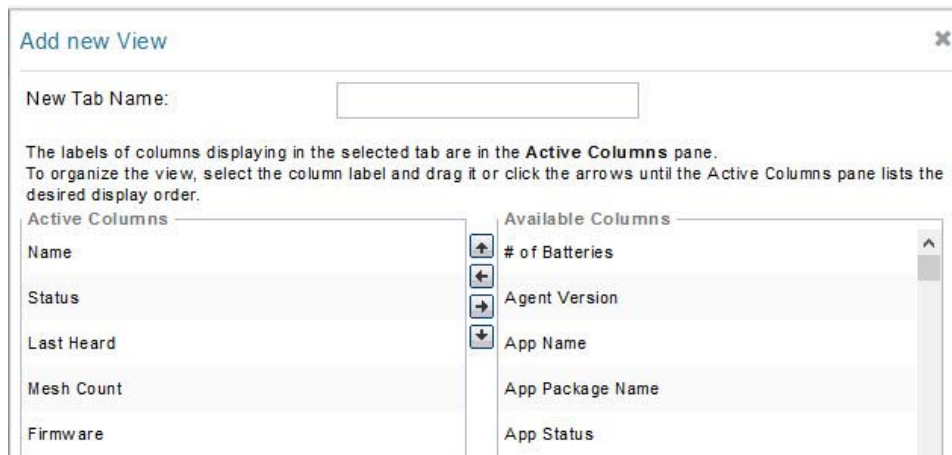 Add new View
New Tab Name:
The labels of columns displaying in the selected tab are in the Active Columns pane.
To organize the view, select the column label and drag it or click the arrows until the Active Columns pane lists the
desired display order.
Active Columns
Name
Status
Last Heard
Mesh Count
Firmware
Available Columns
# of Batteries
Agent Version
App Name
App Package Name
App Status